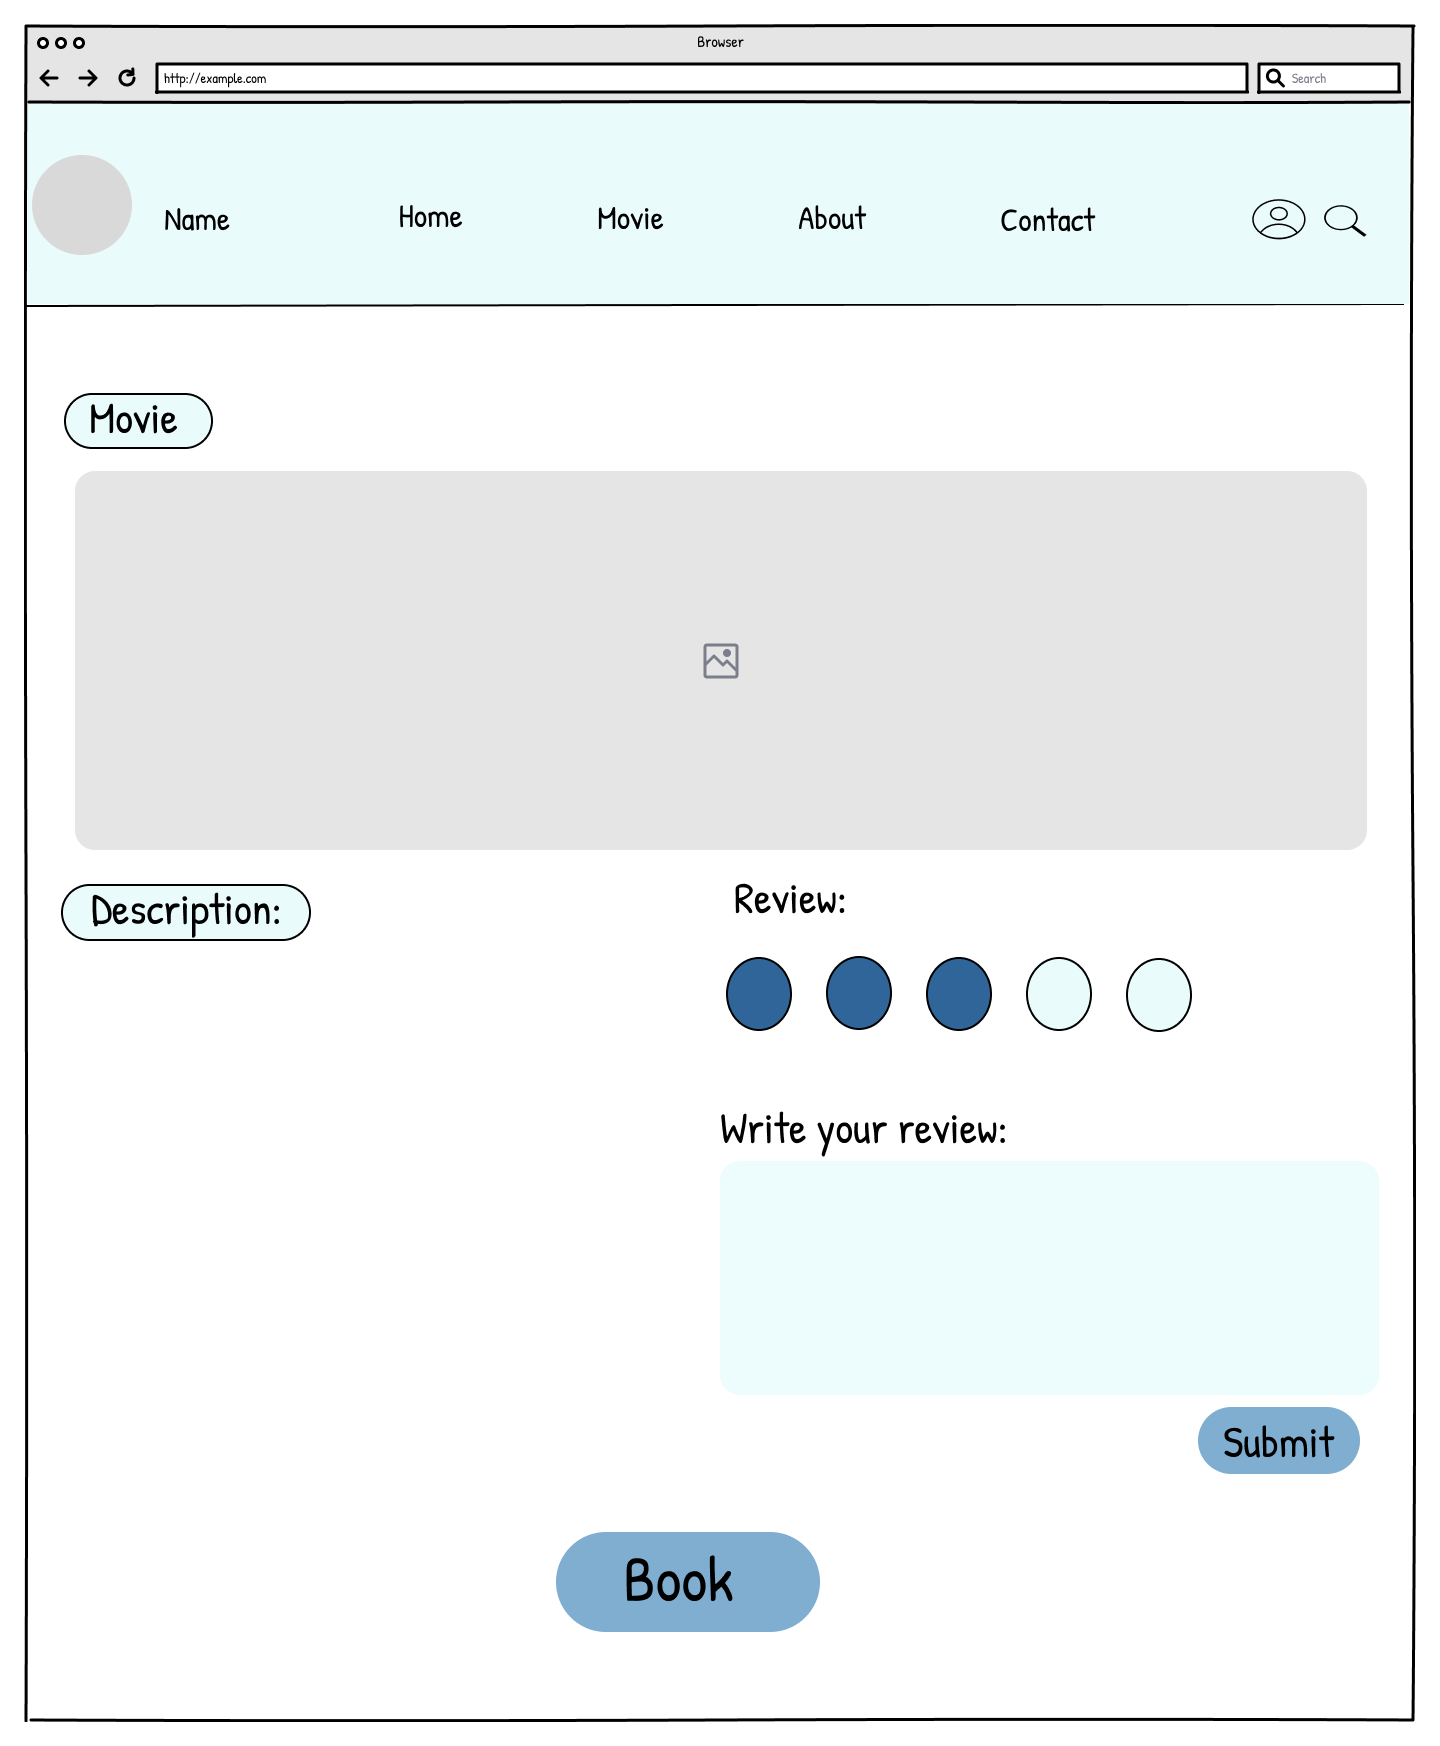 Browser
http://example.com
Search
Name
Home
Movie
About
Contact
Movie
Description:
Review:
Write your review:
Submit
Book